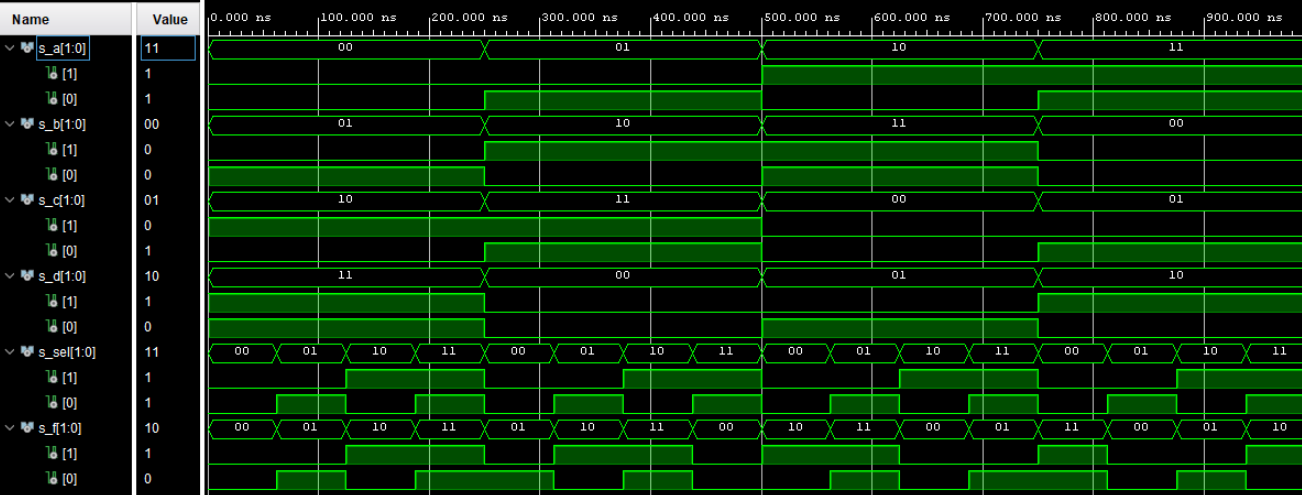 Name Value 0.000 ns 100.000 ns 200.000 ns 300.000 ns 400.000 ns 500.000 ns 600.000 ns 700.000 ns 800.000 ns 900.000 ns
s_a[1:0] 11 00 01 10 11
[1] 1
[0] 1
s_b[1:0] 00 01 10 11 00
[1] 0
[0] 0
s_c[1:0] 01 10 11 00 01
[1] 0
[0] 1
s_d[1:0] 10 11 00 01 10
[1] 1
[0] 0
s_sel[1:0] 11 00 01 10 11 00 01 10 11 00 01 10 11 00 01 10 11
[1] 1
[0] 1
s_f[1:0] 10 00 01 10 11 01 10 11 00 10 11 00 01 11 00 01 10
[1] 1
[0] 0